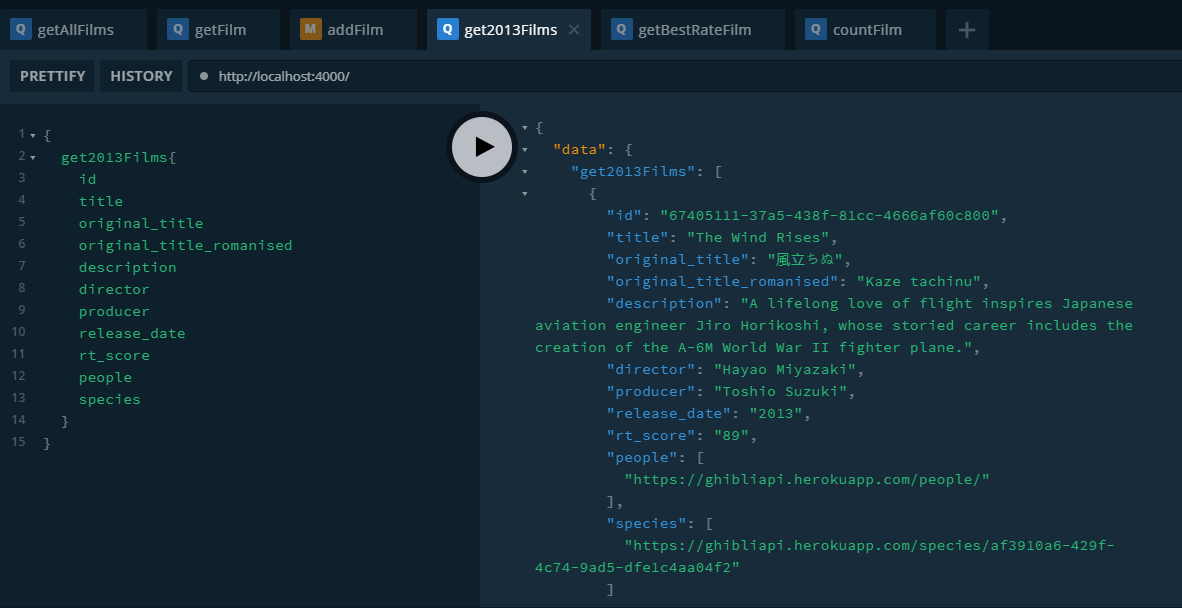 Q getAllFilms Q getFilm M addFilm Q get2013Films × Q getBestRateFilm Q countFilm +
PRETTIFY HISTORY http://localhost:4000/
1 {
2 get2013Films{
3 id
4 title
5 original_title
6 original_title_romanised
7 description
8 director
9 producer
10 release_date
11 rt_score
12 people
13 species
14 }
15 }
{
"data": {
"get2013Films": [
{
"id": "67405111-37a5-438f-81cc-4666af60c800",
"title": "The Wind Rises",
"original_title": "風立ちぬ",
"original_title_romanised": "Kaze tachinu",
"description": "A lifelong love of flight inspires Japanese
aviation engineer Jiro Horikoshi, whose storied career includes the
creation of the A-6M World War II fighter plane.",
"director": "Hayao Miyazaki",
"producer": "Toshio Suzuki",
"release_date": "2013",
"rt_score": "89",
"people": [
"https://ghibliapi.herokuapp.com/people/"
],
"species": [
"https://ghibliapi.herokuapp.com/species/af3910a6-429f-
4c74-9ad5-dfe1c4aa04f2"
]